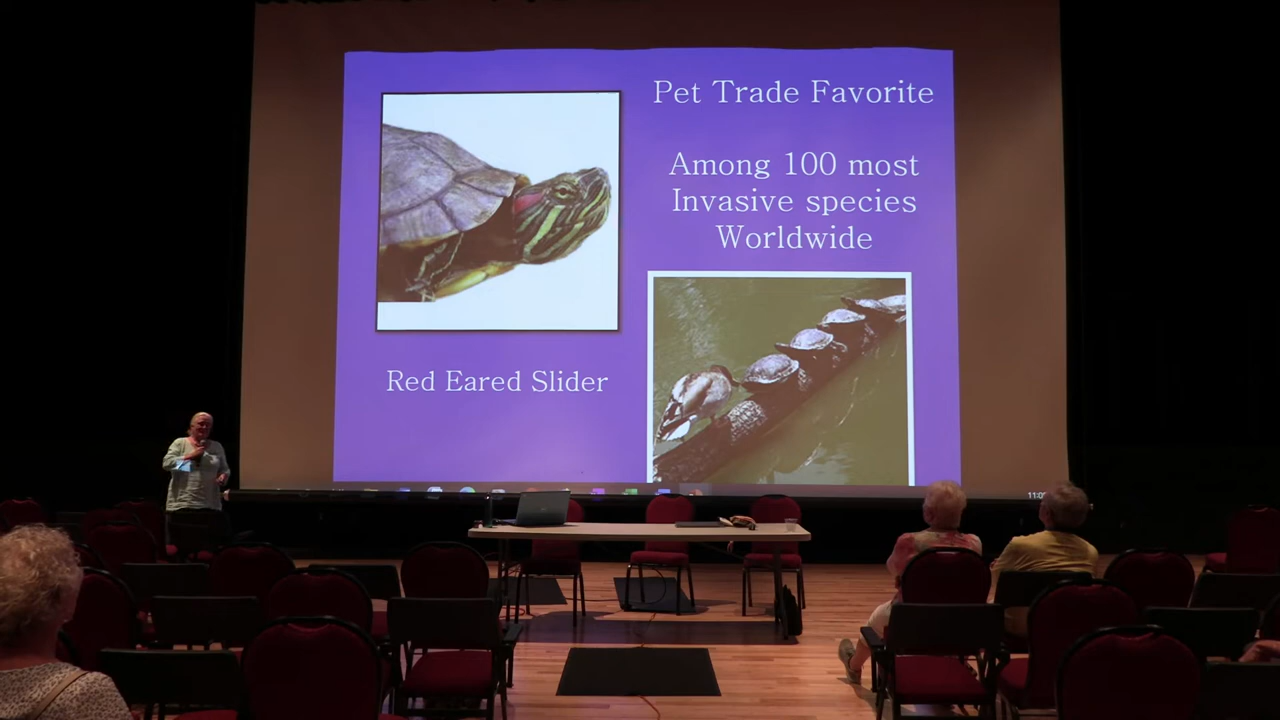 Pet Trade Favorite
Among 100 most
Invasive species
Worldwide
Red Eared Slider